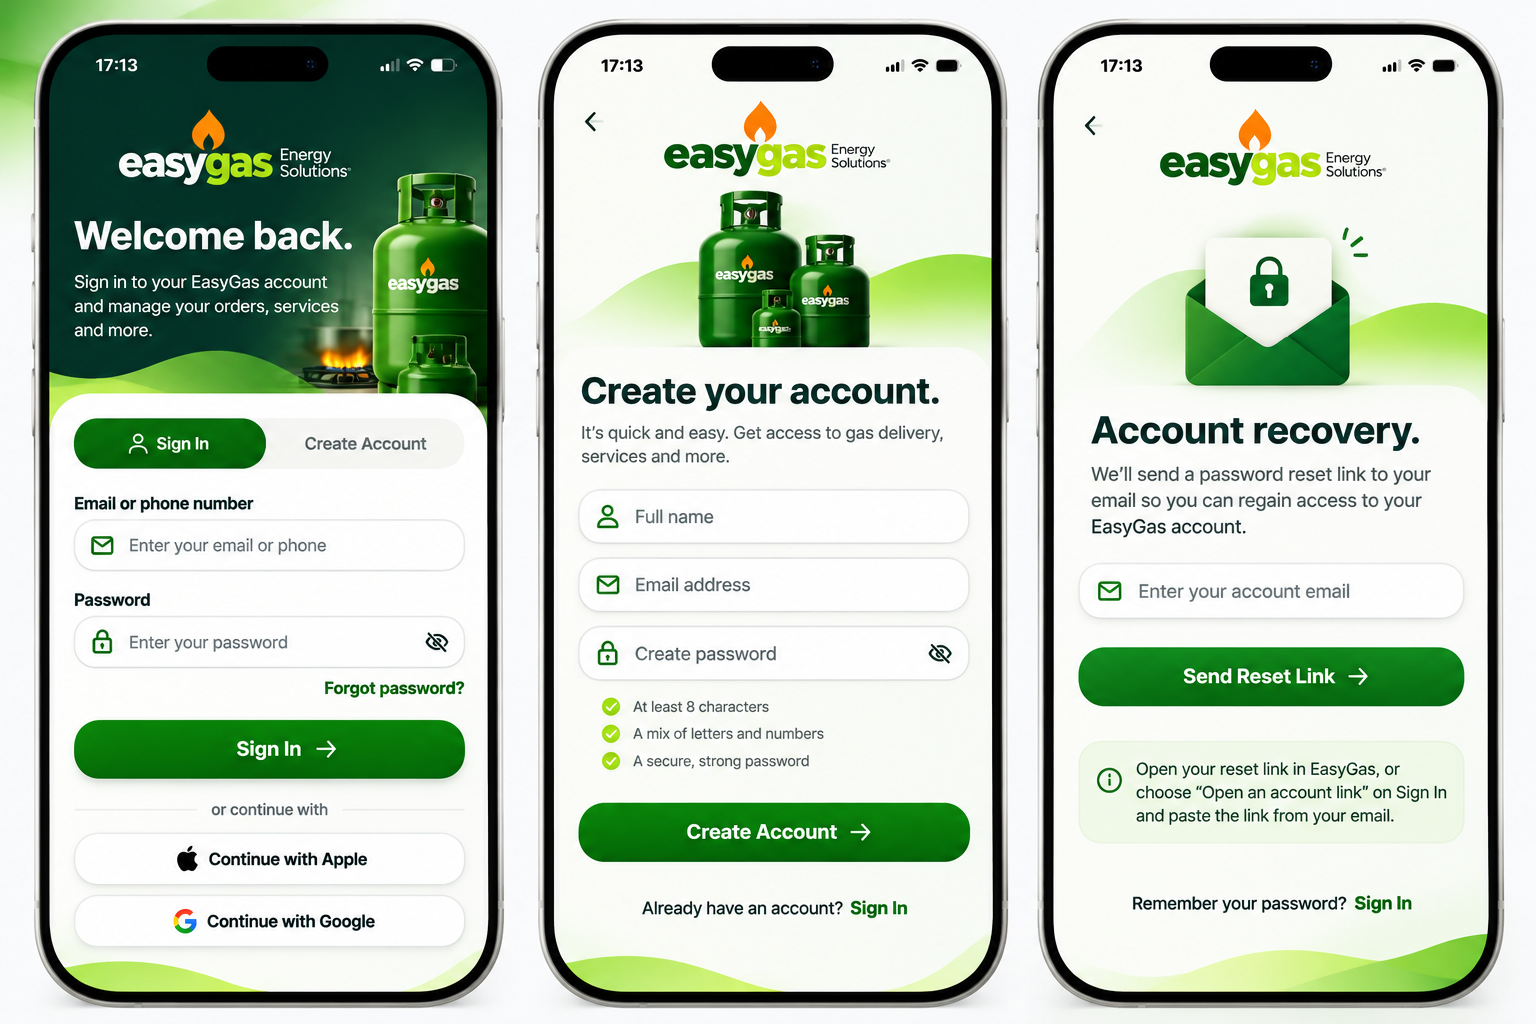 17:13
easygas Energy
Solutions®
Welcome back.
Sign in to your EasyGas account
and manage your orders, services
and more.
easygas
Sign In
Create Account
Email or phone number
Enter your email or phone
Password
Enter your password
Forgot password?
Sign In →
or continue with
Continue with Apple
Continue with Google
17:13
easygas Energy
Solutions®
easygas
easygas
easygas
Create your account.
It's quick and easy. Get access to gas delivery,
services and more.
Full name
Email address
Create password
At least 8 characters
A mix of letters and numbers
A secure, strong password
Create Account →
Already have an account? Sign In
17:13
easygas Energy
Solutions®
Account recovery.
We'll send a password reset link to your
email so you can regain access to your
EasyGas account.
Enter your account email
Send Reset Link →
Open your reset link in EasyGas, or
choose “Open an account link” on Sign In
and paste the link from your email.
Remember your password? Sign In